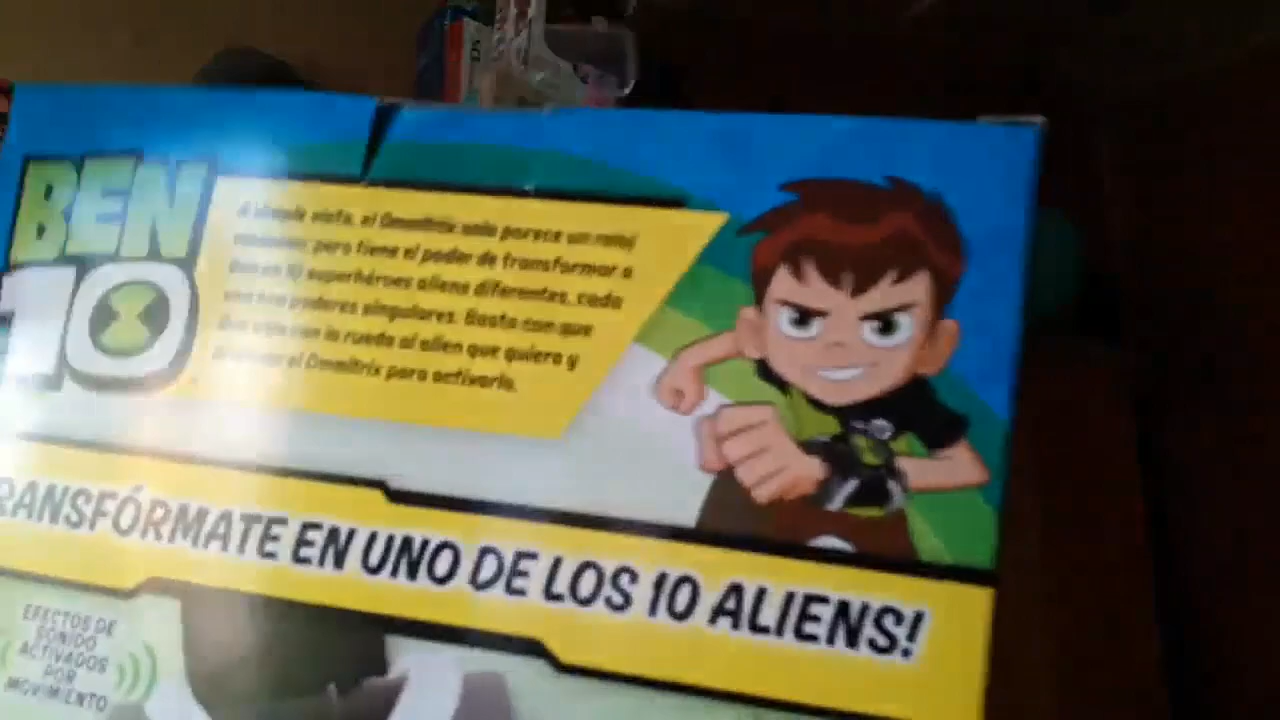 BEN
10
A simple vista, el Omnitrix solo parece un reloj
pero tiene el poder de transformar a
Ben en 10 superhéroes aliens diferentes, cada
uno con poderes singulares. Basta con que
Ben elija con la rueda al alien que quiera y
el Omnitrix para activarlo.
RANSFÓRMATE EN UNO DE LOS 10 ALIENS!
EFECTOS DE
SONIDO
ACTIVADOS
POR
MOVIMIENTO